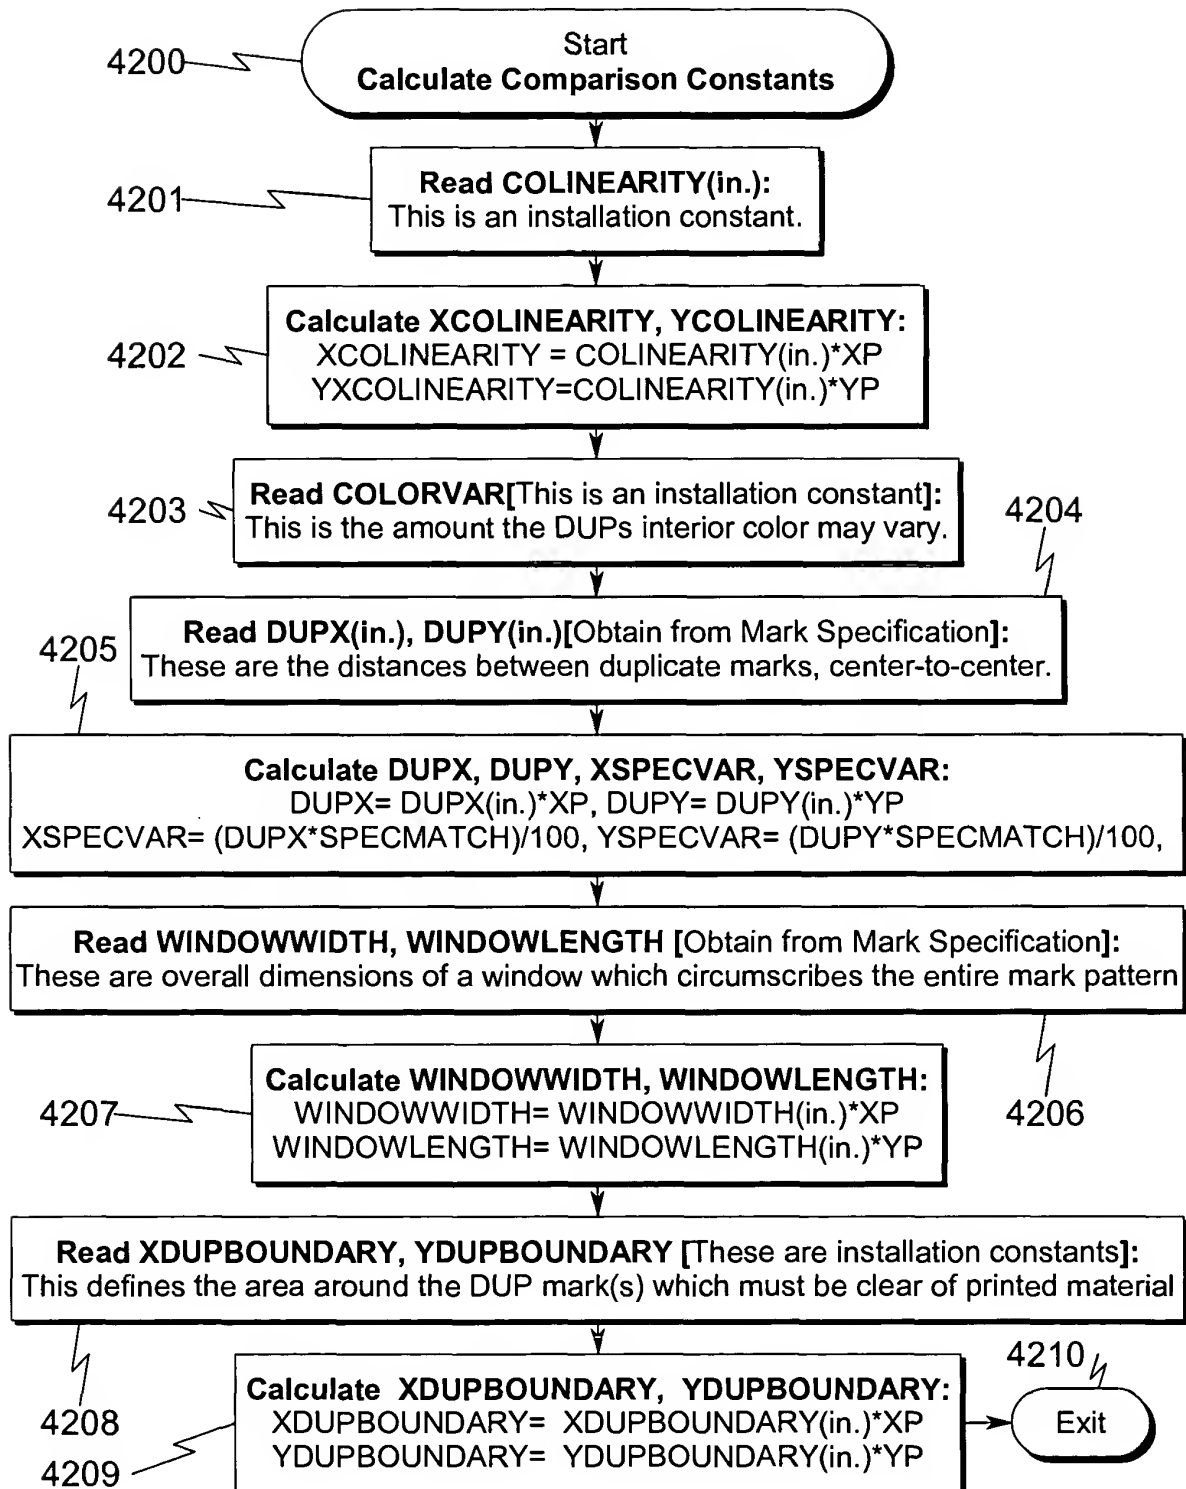 4200
Start
Calculate Comparison Constants
4201
Read COLINEARITY(in.):
This is an installation constant.
4202
Calculate XCOLINEARITY, YCOLINEARITY:
XCOLINEARITY = COLINEARITY(in.)*XP
YXCOLINEARITY=COLINEARITY(in.)*YP
4203
Read COLORVAR[This is an installation constant]:
This is the amount the DUPs interior color may vary.
4204
Read DUPX(in.), DUPY(in.)[Obtain from Mark Specification]:
These are the distances between duplicate marks, center-to-center.
4205
Calculate DUPX, DUPY, XSPECVAR, YSPECVAR:
DUPX= DUPX(in.)*XP, DUPY= DUPY(in.)*YP
XSPECVAR= (DUPX*SPECMATCH)/100, YSPECVAR= (DUPY*SPECMATCH)/100,
Read WINDOWWIDTH, WINDOWLENGTH [Obtain from Mark Specification]:
These are overall dimensions of a window which circumscribes the entire mark pattern
4206
4207
Calculate WINDOWWIDTH, WINDOWLENGTH:
WINDOWWIDTH= WINDOWWIDTH(in.)*XP
WINDOWLENGTH= WINDOWLENGTH(in.)*YP
Read XDUPBOUNDARY, YDUPBOUNDARY [These are installation constants]:
This defines the area around the DUP mark(s) which must be clear of printed material
4208
4209
Calculate XDUPBOUNDARY, YDUPBOUNDARY:
XDUPBOUNDARY= XDUPBOUNDARY(in.)*XP
YDUPBOUNDARY= YDUPBOUNDARY(in.)*YP
4210
Exit